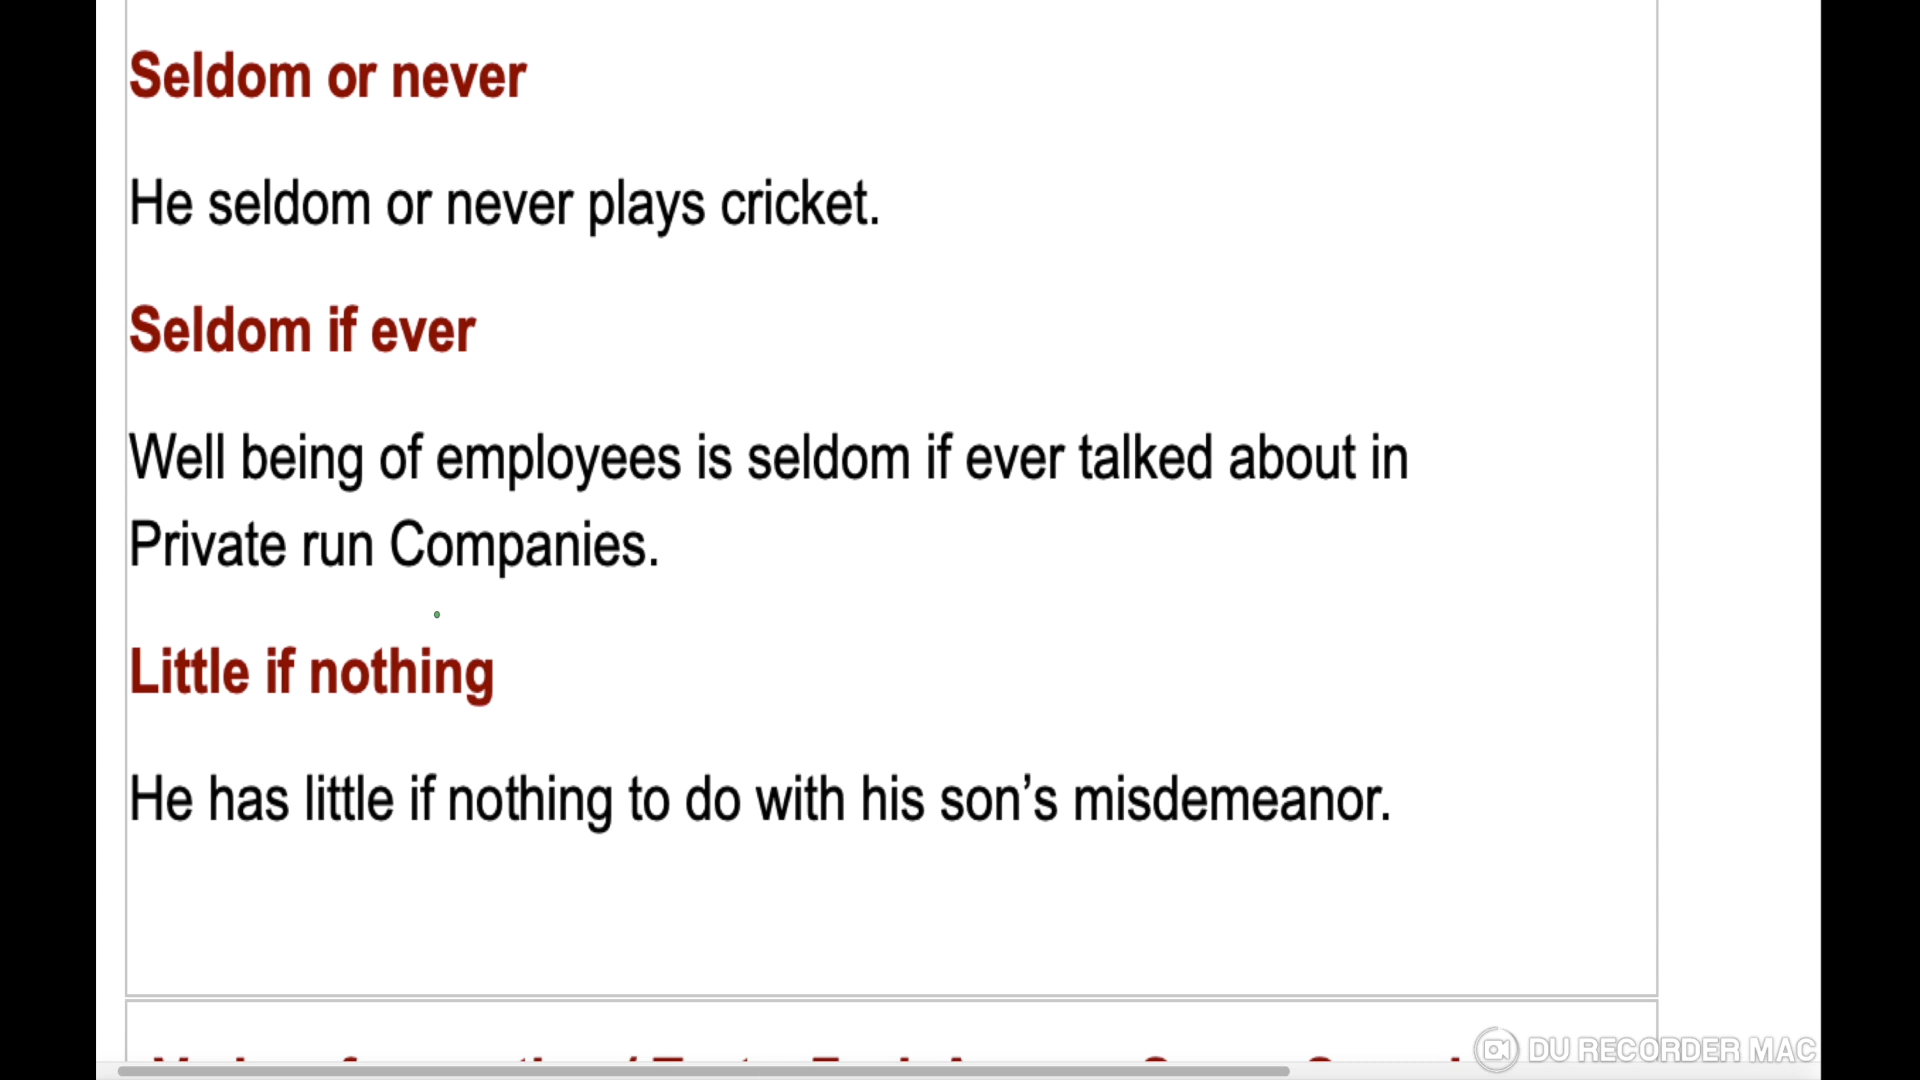 Seldom or never
He seldom or never plays cricket.
Seldom if ever
Well being of employees is seldom if ever talked about in
Private run Companies.
Little if nothing
He has little if nothing to do with his son’s misdemeanor.
DU RECORDER MAC